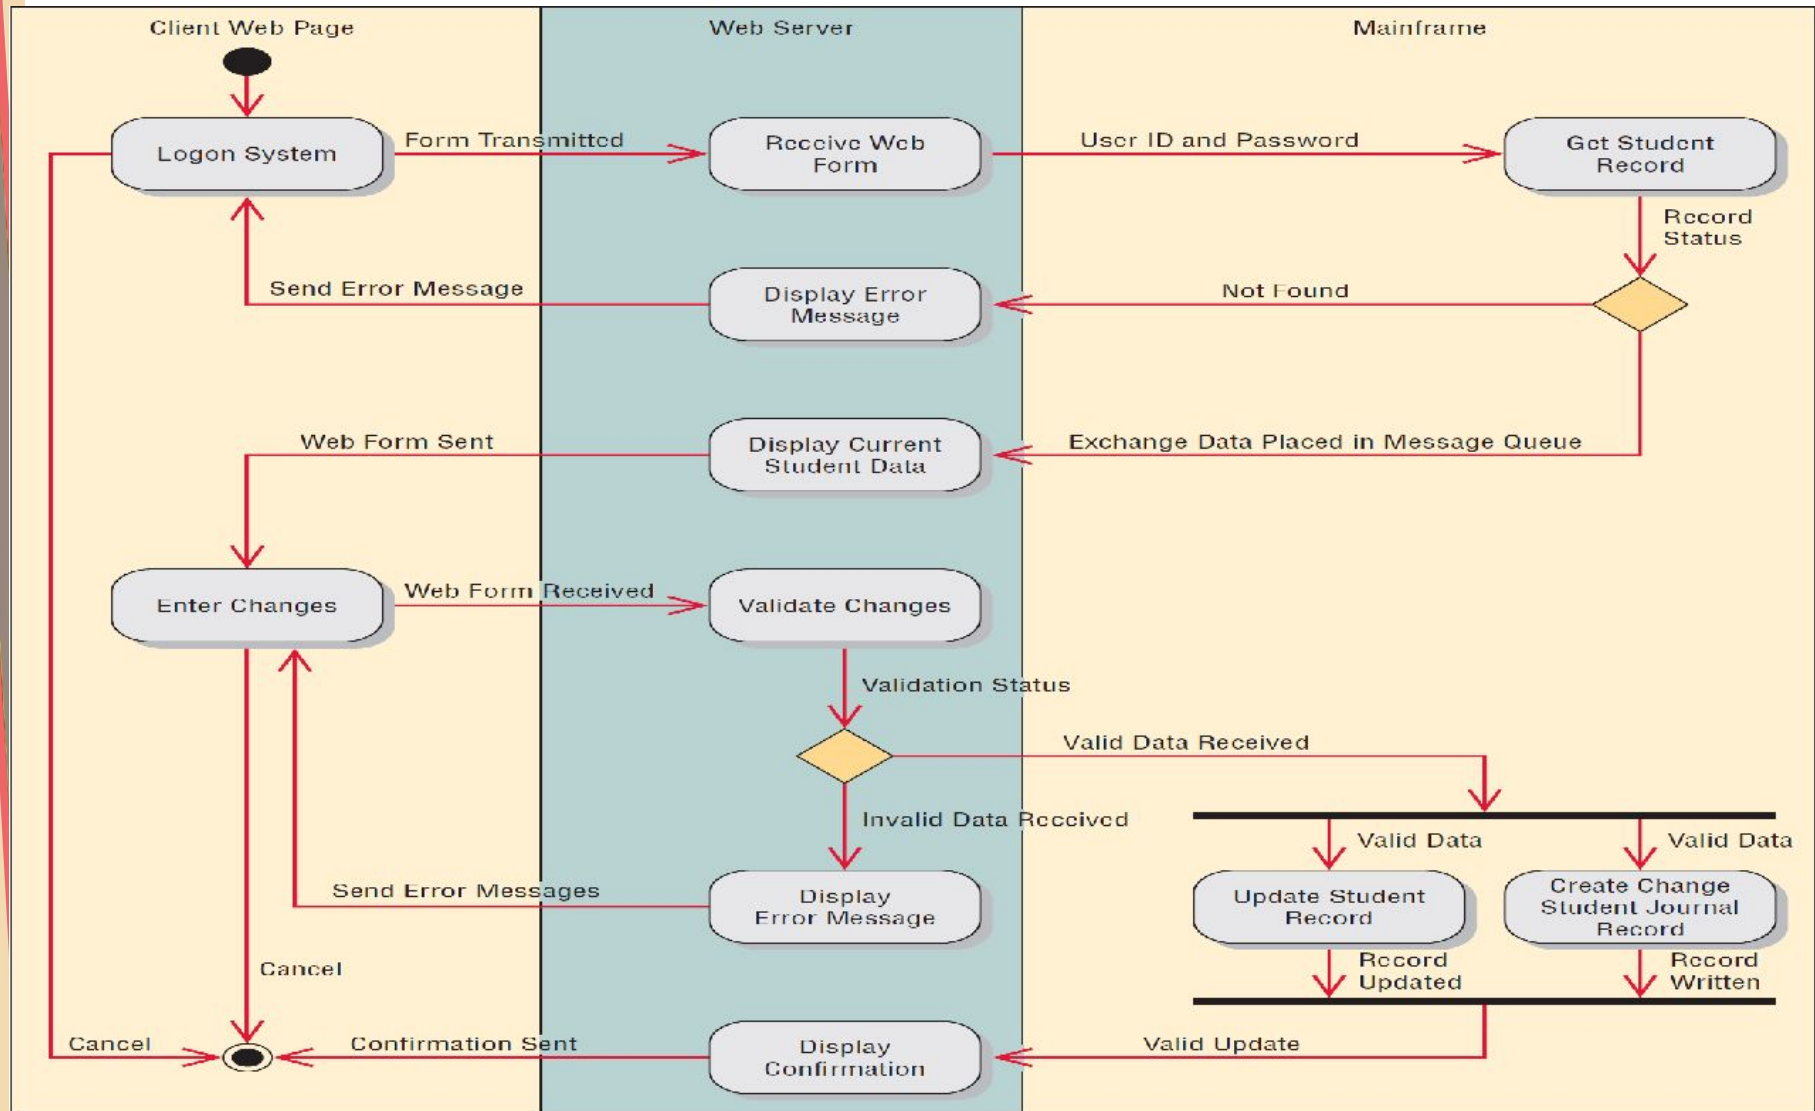 Client Web Page
Web Server
Mainframe
Logon System
Form Transmitted
Receive Web
Form
User ID and Password
Get Student
Record
Record
Status
Send Error Message
Display Error
Message
Not Found
Web Form Sent
Display Current
Student Data
Exchange Data Placed in Message Queue
Enter Changes
Web Form Received
Validate Changes
Validation Status
Valid Data Received
Invalid Data Received
Valid Data
Valid Data
Send Error Messages
Display
Error Message
Update Student
Record
Create Change
Student Journal
Record
Record
Updated
Record
Written
Cancel
Cancel
Confirmation Sent
Display
Confirmation
Valid Update